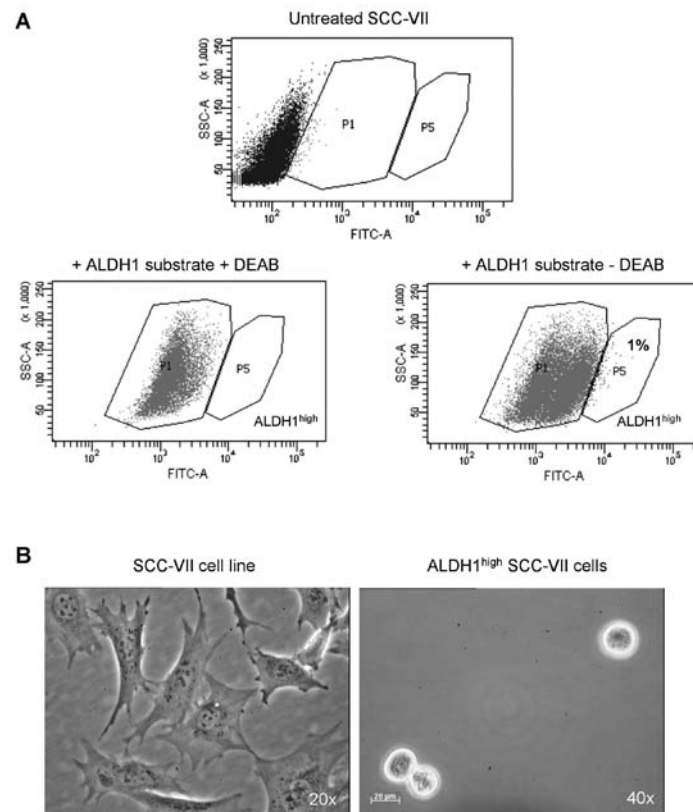 A
Untreated SCC-VII
SSC-A
(x 1,000)
50 100 150 200 250
P1
P5
10² 10³ 10⁴ 10⁵
FITC-A
+ ALDH1 substrate + DEAB
SSC-A
(x 1,000)
50 100 150 200 250
P1
P5
ALDH1high
10² 10³ 10⁴ 10⁵
FITC-A
+ ALDH1 substrate - DEAB
SSC-A
(x 1,000)
50 100 150 200 250
P1
1%
P5
ALDH1high
10² 10³ 10⁴ 10⁵
FITC-A
B
SCC-VII cell line
20x
ALDH1high SCC-VII cells
20 µm
40x